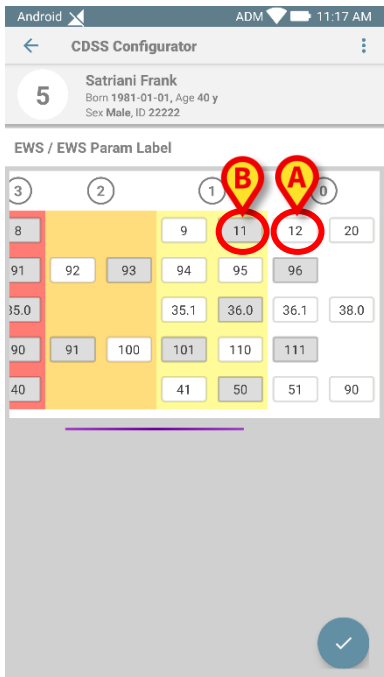 Android ADM 11:17 AM
CDSS Configurator
5
Satriani Frank
Born 1981-01-01, Age 40 y
Sex Male, ID 22222
EWS / EWS Param Label
B A
3 2 1 0
8 9 11 12 20
91 92 93 94 95 96
35.0 35.1 36.0 36.1 38.0
90 91 100 101 110 111
40 41 50 51 90